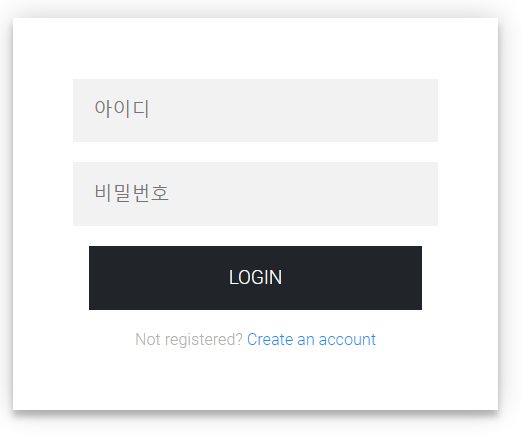 아이디
비밀번호
LOGIN
Not registered? Create an account